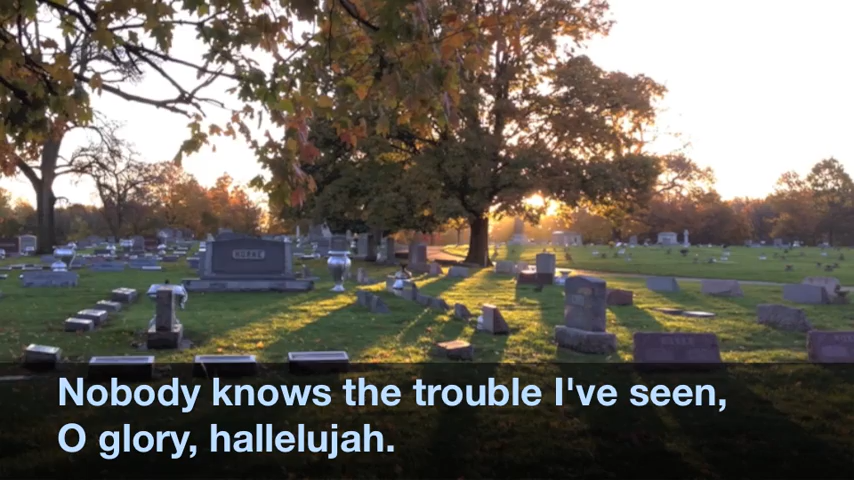 Nobody knows the trouble I've seen,
O glory, hallelujah.